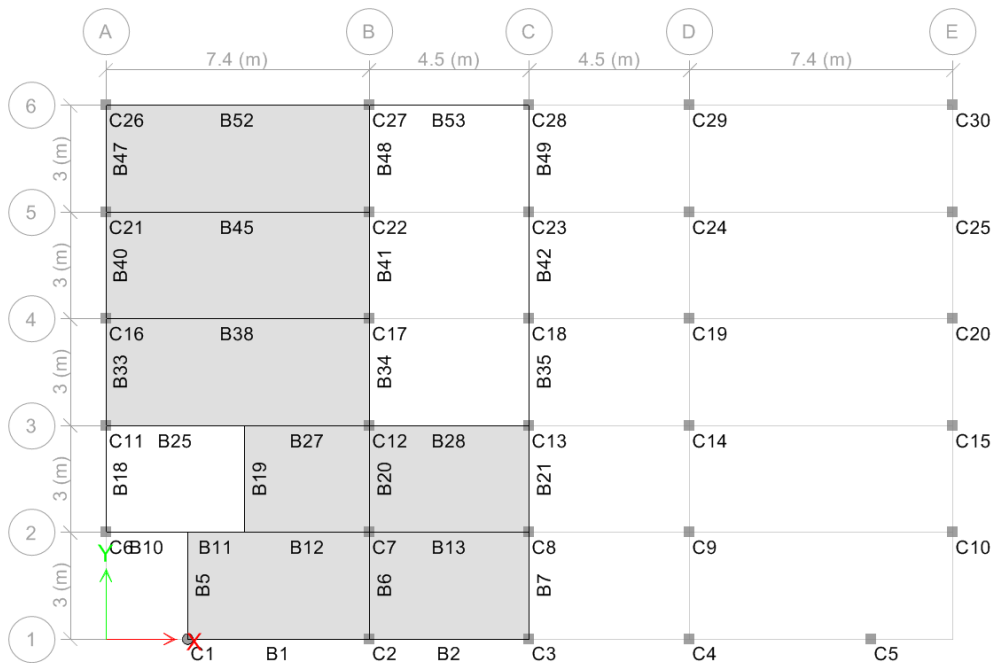 A B C D E
7.4 (m) 4.5 (m) 4.5 (m) 7.4 (m)
6
C26 B52 C27 B53 C28 C29 C30
3 (m) B47 B48 B49
5
C21 B45 C22 C23 C24 C25
3 (m) B40 B41 B42
4
C16 B38 C17 C18 C19 C20
3 (m) B33 B34 B35
3
C11 B25 B27 C12 B28 C13 C14 C15
3 (m) B18 B19 B20 B21
2
C6 B10 B11 B12 C7 B13 C8 C9 C10
Y
3 (m) B5 B6 B7
1 X
C1 B1 C2 B2 C3 C4 C5